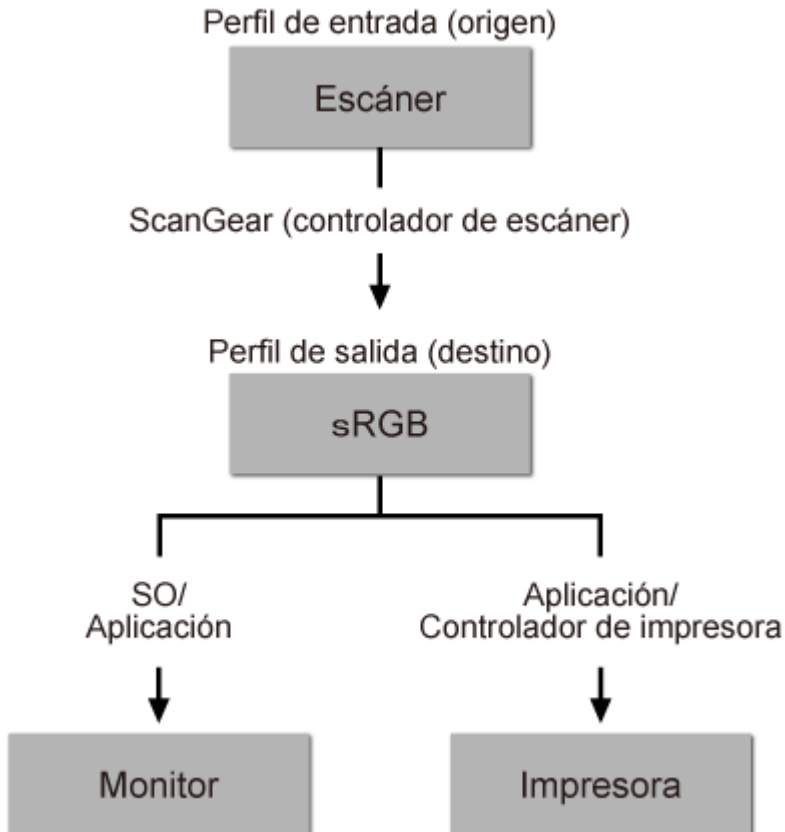 Perfil de entrada (origen)
Escáner
ScanGear (controlador de escáner)
Perfil de salida (destino)
sRGB
SO/
Aplicación
Aplicación/
Controlador de impresora
Monitor
Impresora